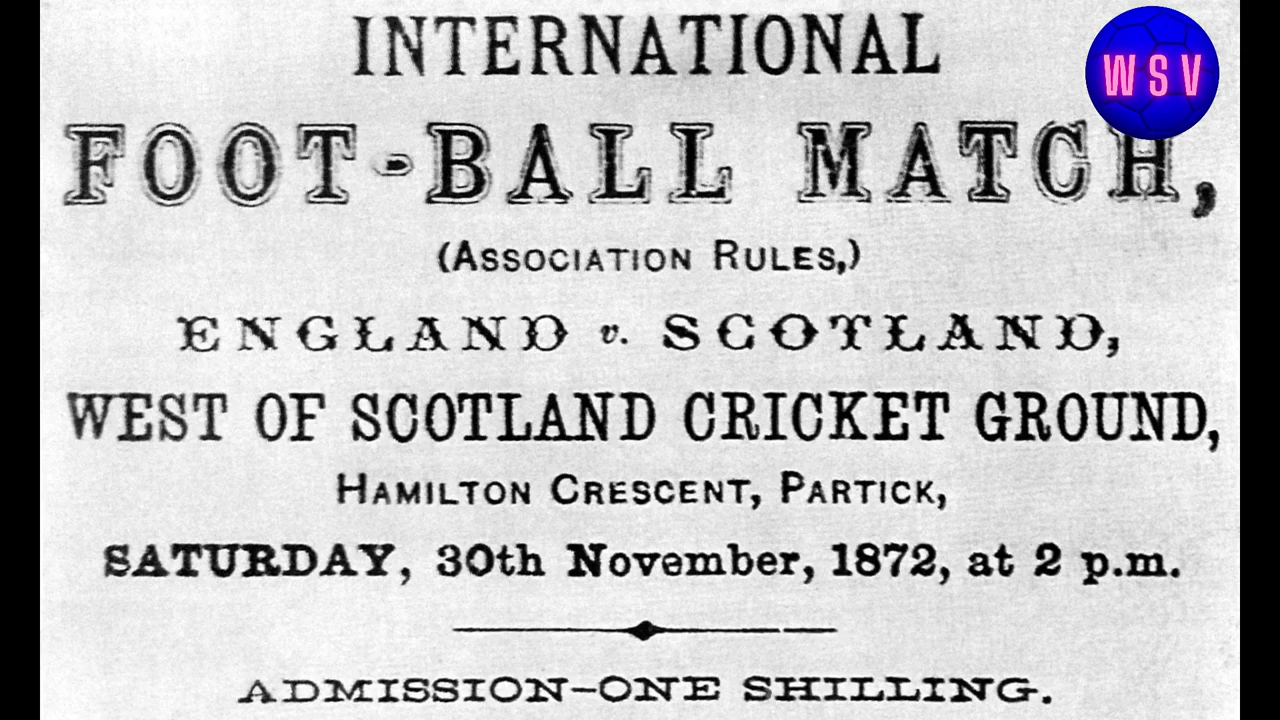 INTERNATIONAL
WSV
FOOT-BALL MATCH,
(ASSOCIATION RULES,)
ENGLAND v. SCOTLAND,
WEST OF SCOTLAND CRICKET GROUND,
HAMILTON CRESCENT, PARTICK,
SATURDAY, 30th November, 1872, at 2 p.m.
ADMISSION-ONE SHILLING.